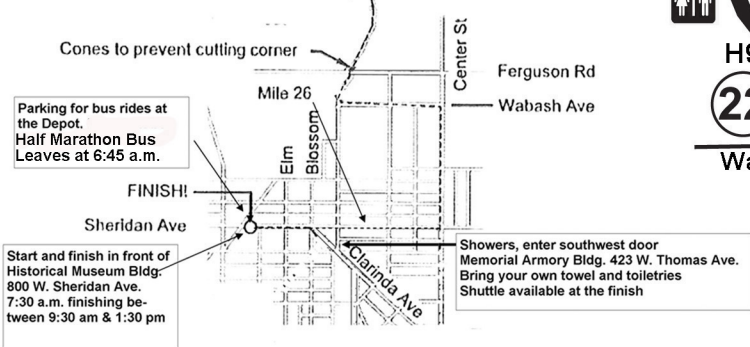 Cones to prevent cutting corner
Center St
Ferguson Rd
Mile 26
Wabash Ave
Parking for bus rides at
the Depot.
Half Marathon Bus
Leaves at 6:45 a.m.
Elm
Blossom
FINISH!
Sheridan Ave
Start and finish in front of
Historical Museum Bldg.
800 W. Sheridan Ave.
7:30 a.m. finishing be-
tween 9:30 am & 1:30 pm
Clarinda Ave
Showers, enter southwest door
Memorial Armory Bldg. 423 W. Thomas Ave.
Bring your own towel and toiletries
Shuttle available at the finish